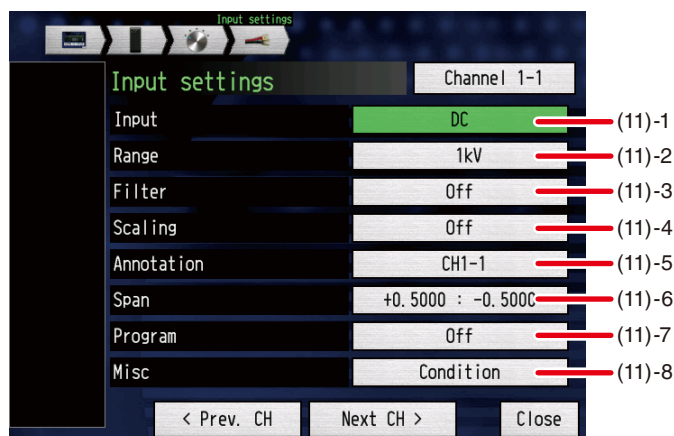 Input settings
Input settings Channel 1-1
Input DC (11)-1
Range 1kV (11)-2
Filter Off (11)-3
Scaling Off (11)-4
Annotation CH1-1 (11)-5
Span +0.5000 : -0.5000 (11)-6
Program Off (11)-7
Misc Condition (11)-8
< Prev. CH Next CH > Close